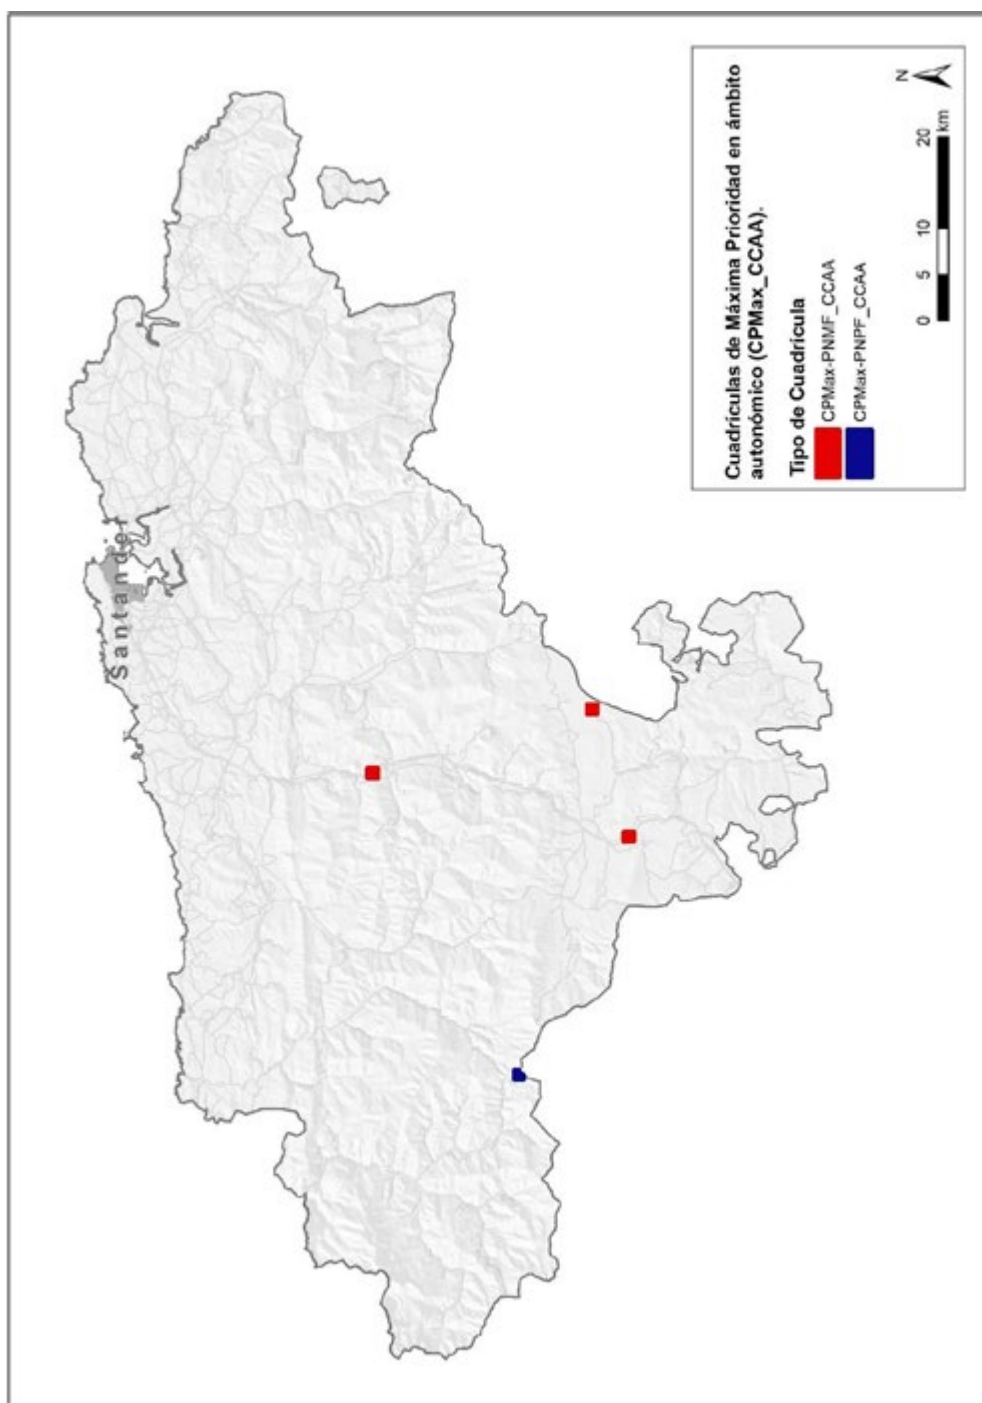 Santander
Cuadrículas de Máxima Prioridad en ámbito
autonómico (CPMax_CCAA).
Tipo de Cuadrícula
CPMax-PNMF_CCAA
CPMax-PNPF_CCAA
N
0 5 10 20
km